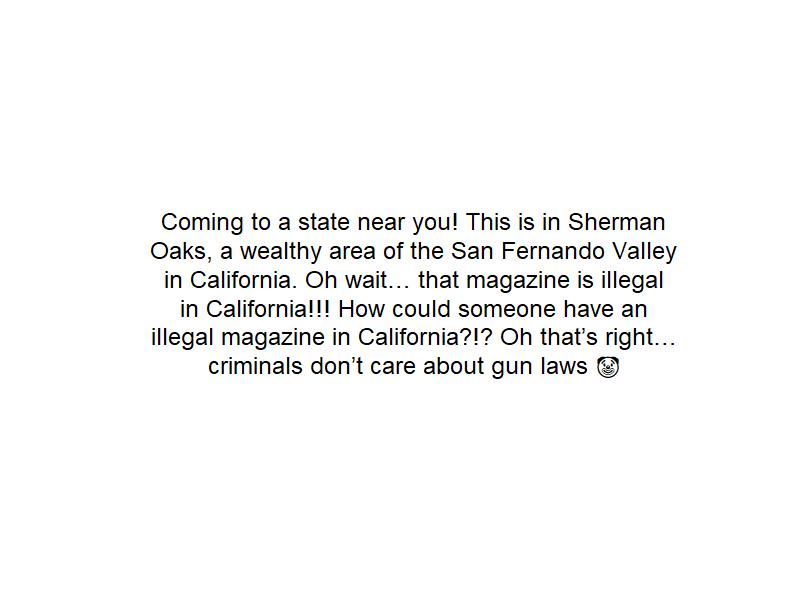 Coming to a state near you! This is in Sherman
Oaks, a wealthy area of the San Fernando Valley
in California. Oh wait… that magazine is illegal
in California!!! How could someone have an
illegal magazine in California?!? Oh that’s right…
criminals don’t care about gun laws 🤡